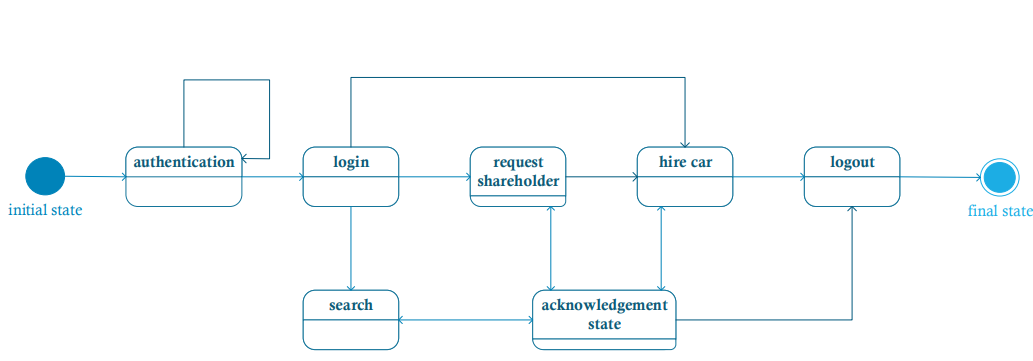 authentication
login
request
shareholder
hire car
logout
initial state
final state
search
acknowledgement
state